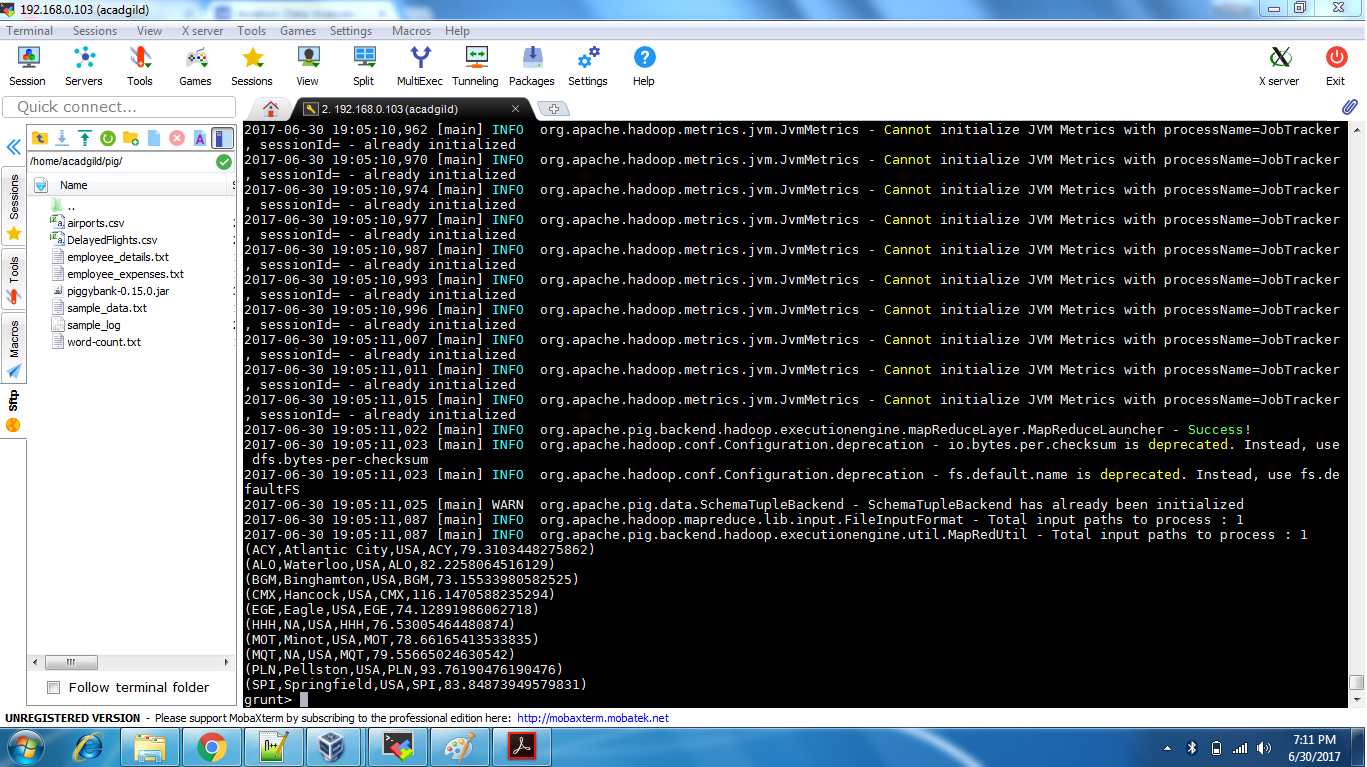 192.168.0.103 (acadgild)
Terminal Sessions View X server Tools Games Settings Macros Help
Session Servers Tools Games Sessions View Split MultiExec Tunneling Packages Settings Help X server Exit
Quick connect...
2. 192.168.0.103 (acadgild)
/home/acadgild/pig/
Name
..
airports.csv
DelayedFlights.csv
employee_details.txt
employee_expenses.txt
piggybank-0.15.0.jar
sample_data.txt
sample_log
word-count.txt
Sessions
Tools
Macros
Sftp
Follow terminal folder
2017-06-30 19:05:10,962 [main] INFO  org.apache.hadoop.metrics.jvm.JvmMetrics - Cannot initialize JVM Metrics with processName=JobTracker
, sessionId= - already initialized
2017-06-30 19:05:10,970 [main] INFO  org.apache.hadoop.metrics.jvm.JvmMetrics - Cannot initialize JVM Metrics with processName=JobTracker
, sessionId= - already initialized
2017-06-30 19:05:10,974 [main] INFO  org.apache.hadoop.metrics.jvm.JvmMetrics - Cannot initialize JVM Metrics with processName=JobTracker
, sessionId= - already initialized
2017-06-30 19:05:10,977 [main] INFO  org.apache.hadoop.metrics.jvm.JvmMetrics - Cannot initialize JVM Metrics with processName=JobTracker
, sessionId= - already initialized
2017-06-30 19:05:10,987 [main] INFO  org.apache.hadoop.metrics.jvm.JvmMetrics - Cannot initialize JVM Metrics with processName=JobTracker
, sessionId= - already initialized
2017-06-30 19:05:10,993 [main] INFO  org.apache.hadoop.metrics.jvm.JvmMetrics - Cannot initialize JVM Metrics with processName=JobTracker
, sessionId= - already initialized
2017-06-30 19:05:10,996 [main] INFO  org.apache.hadoop.metrics.jvm.JvmMetrics - Cannot initialize JVM Metrics with processName=JobTracker
, sessionId= - already initialized
2017-06-30 19:05:11,007 [main] INFO  org.apache.hadoop.metrics.jvm.JvmMetrics - Cannot initialize JVM Metrics with processName=JobTracker
, sessionId= - already initialized
2017-06-30 19:05:11,011 [main] INFO  org.apache.hadoop.metrics.jvm.JvmMetrics - Cannot initialize JVM Metrics with processName=JobTracker
, sessionId= - already initialized
2017-06-30 19:05:11,015 [main] INFO  org.apache.hadoop.metrics.jvm.JvmMetrics - Cannot initialize JVM Metrics with processName=JobTracker
, sessionId= - already initialized
2017-06-30 19:05:11,022 [main] INFO  org.apache.pig.backend.hadoop.executionengine.mapReduceLayer.MapReduceLauncher - Success!
2017-06-30 19:05:11,023 [main] INFO  org.apache.hadoop.conf.Configuration.deprecation - io.bytes.per.checksum is deprecated. Instead, use
 dfs.bytes-per-checksum
2017-06-30 19:05:11,023 [main] INFO  org.apache.hadoop.conf.Configuration.deprecation - fs.default.name is deprecated. Instead, use fs.de
faultFS
2017-06-30 19:05:11,025 [main] WARN  org.apache.pig.data.SchemaTupleBackend - SchemaTupleBackend has already been initialized
2017-06-30 19:05:11,087 [main] INFO  org.apache.hadoop.mapreduce.lib.input.FileInputFormat - Total input paths to process : 1
2017-06-30 19:05:11,087 [main] INFO  org.apache.pig.backend.hadoop.executionengine.util.MapRedUtil - Total input paths to process : 1
(ACY,Atlantic City,USA,ACY,79.3103448275862)
(ALO,Waterloo,USA,ALO,82.2258064516129)
(BGM,Binghamton,USA,BGM,73.15533980582525)
(CMX,Hancock,USA,CMX,116.1470588235294)
(EGE,Eagle,USA,EGE,74.12891986062718)
(HHH,NA,USA,HHH,76.53005464480874)
(MOT,Minot,USA,MOT,78.66165413533835)
(MQT,NA,USA,MQT,79.55665024630542)
(PLN,Pellston,USA,PLN,93.76190476190476)
(SPI,Springfield,USA,SPI,83.84873949579831)
grunt>
UNREGISTERED VERSION - Please support MobaXterm by subscribing to the professional edition here: http://mobaxterm.mobatek.net
7:11 PM
6/30/2017